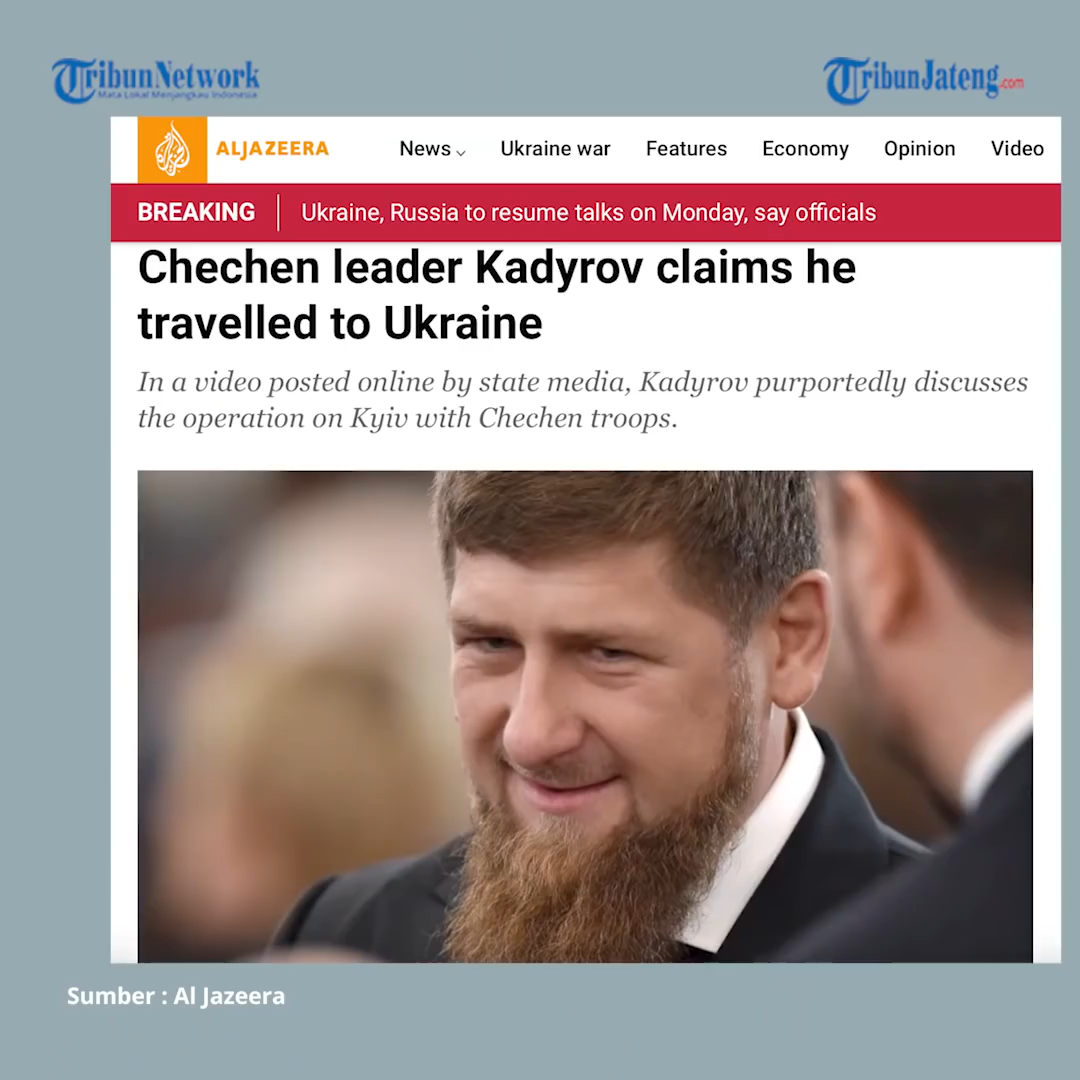 TribunNetwork
Mata Lokal Menjangkau Indonesia
TribunJateng.com
ALJAZEERA
News Ukraine war Features Economy Opinion Video
BREAKING Ukraine, Russia to resume talks on Monday, say officials
Chechen leader Kadyrov claims he
travelled to Ukraine
In a video posted online by state media, Kadyrov purportedly discusses
the operation on Kyiv with Chechen troops.
Sumber : Al Jazeera